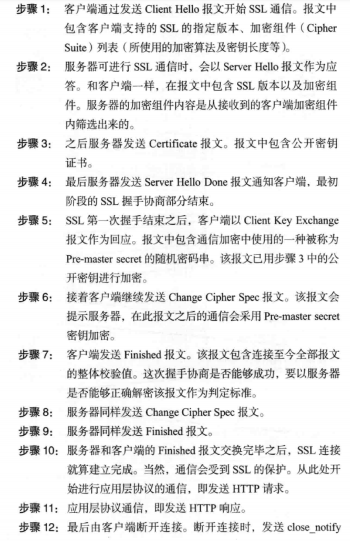 步骤 1： 客户端通过发送 Client Hello 报文开始 SSL 通信。报文中
包含客户端支持的 SSL 的指定版本、加密组件（Cipher
Suite）列表（所使用的加密算法及密钥长度等）。
步骤 2： 服务器可进行 SSL 通信时，会以 Server Hello 报文作为应
答。和客户端一样，在报文中包含 SSL 版本以及加密组
件。服务器的加密组件内容是从接收到的客户端加密组件
内筛选出来的。
步骤 3： 之后服务器发送 Certificate 报文。报文中包含公开密钥
证书。
步骤 4： 最后服务器发送 Server Hello Done 报文通知客户端，最初
阶段的 SSL 握手协商部分结束。
步骤 5： SSL 第一次握手结束之后，客户端以 Client Key Exchange
报文作为回应。报文中包含通信加密中使用的一种被称为
Pre-master secret 的随机密码串。该报文已用步骤 3 中的公
开密钥进行加密。
步骤 6： 接着客户端继续发送 Change Cipher Spec 报文。该报文会
提示服务器，在此报文之后的通信会采用 Pre-master secret
密钥加密。
步骤 7： 客户端发送 Finished 报文。该报文包含连接至今全部报文
的整体校验值。这次握手协商是否能够成功，要以服务器
是否能够正确解密该报文作为判定标准。
步骤 8： 服务器同样发送 Change Cipher Spec 报文。
步骤 9： 服务器同样发送 Finished 报文。
步骤 10： 服务器和客户端的 Finished 报文交换完毕之后，SSL 连接
就算建立完成。当然，通信会受到 SSL 的保护。从此处开
始进行应用层协议的通信，即发送 HTTP 请求。
步骤 11： 应用层协议通信，即发送 HTTP 响应。
步骤 12： 最后由客户端断开连接。断开连接时，发送 close_notify